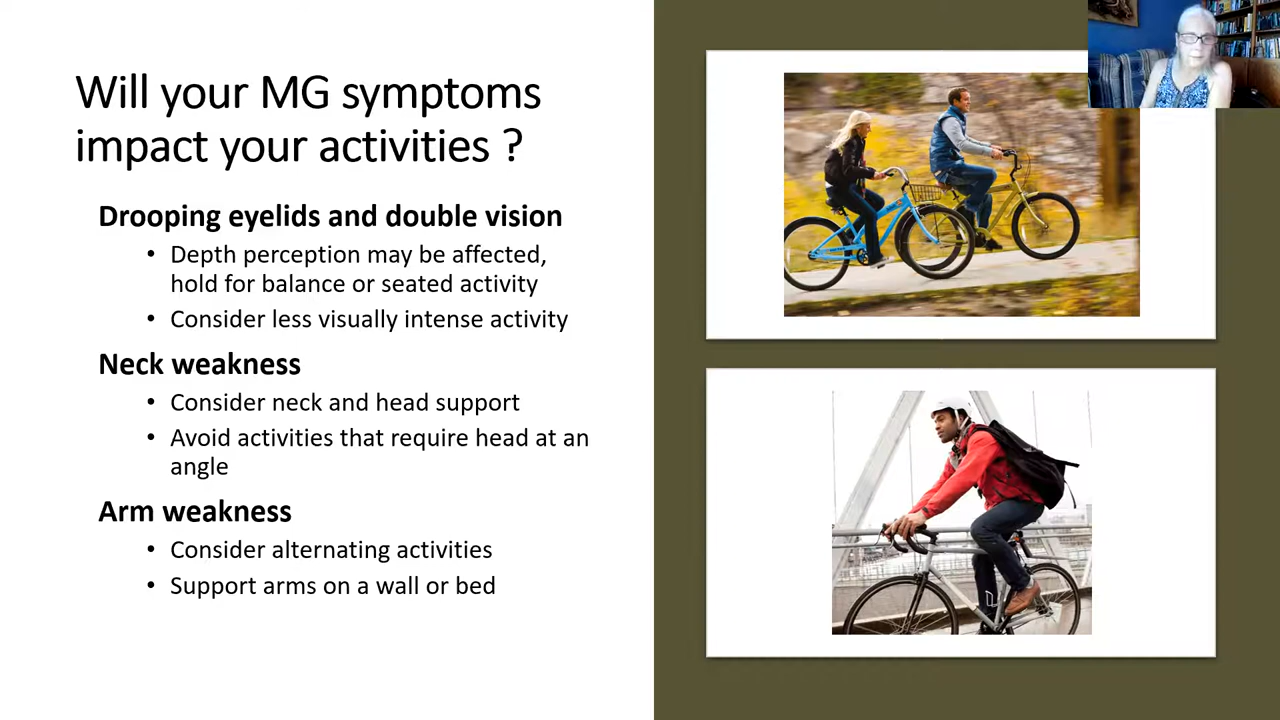 Will your MG symptoms
impact your activities ?
Drooping eyelids and double vision
• Depth perception may be affected,
hold for balance or seated activity
• Consider less visually intense activity
Neck weakness
• Consider neck and head support
• Avoid activities that require head at an
angle
Arm weakness
• Consider alternating activities
• Support arms on a wall or bed